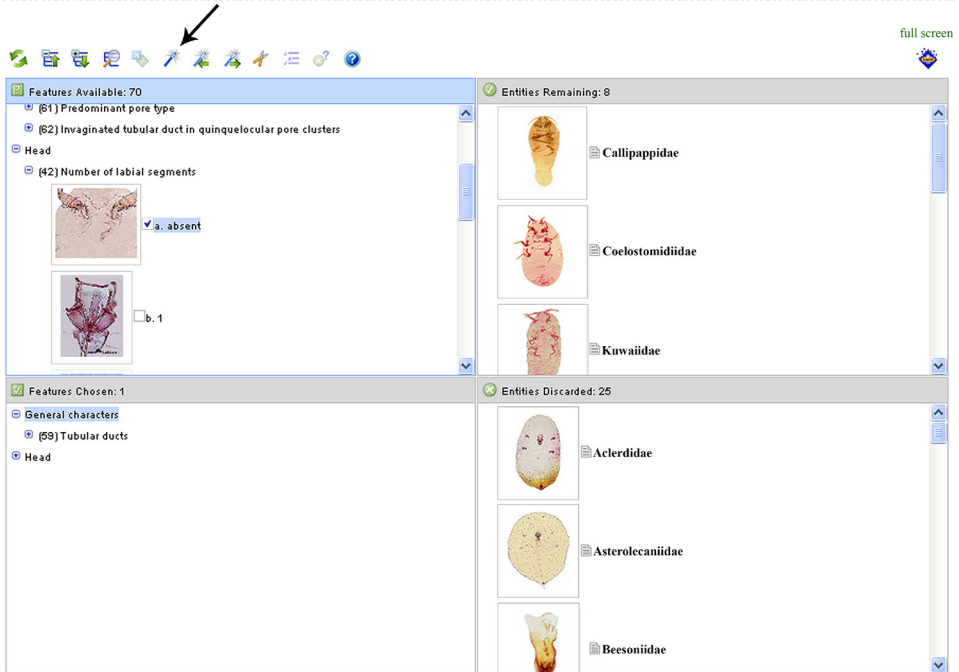 full screen
Features Available: 70
(61) Predominant pore type
(62) Invaginated tubular duct in quinquelocular pore clusters
Head
(42) Number of labial segments
a. absent
b. 1
Entities Remaining: 8
Callipappidae
Coelostomidiidae
Kuwaiidae
Features Chosen: 1
General characters
(59) Tubular ducts
Head
Entities Discarded: 25
Aclerdidae
Asterolecaniidae
Beesoniidae